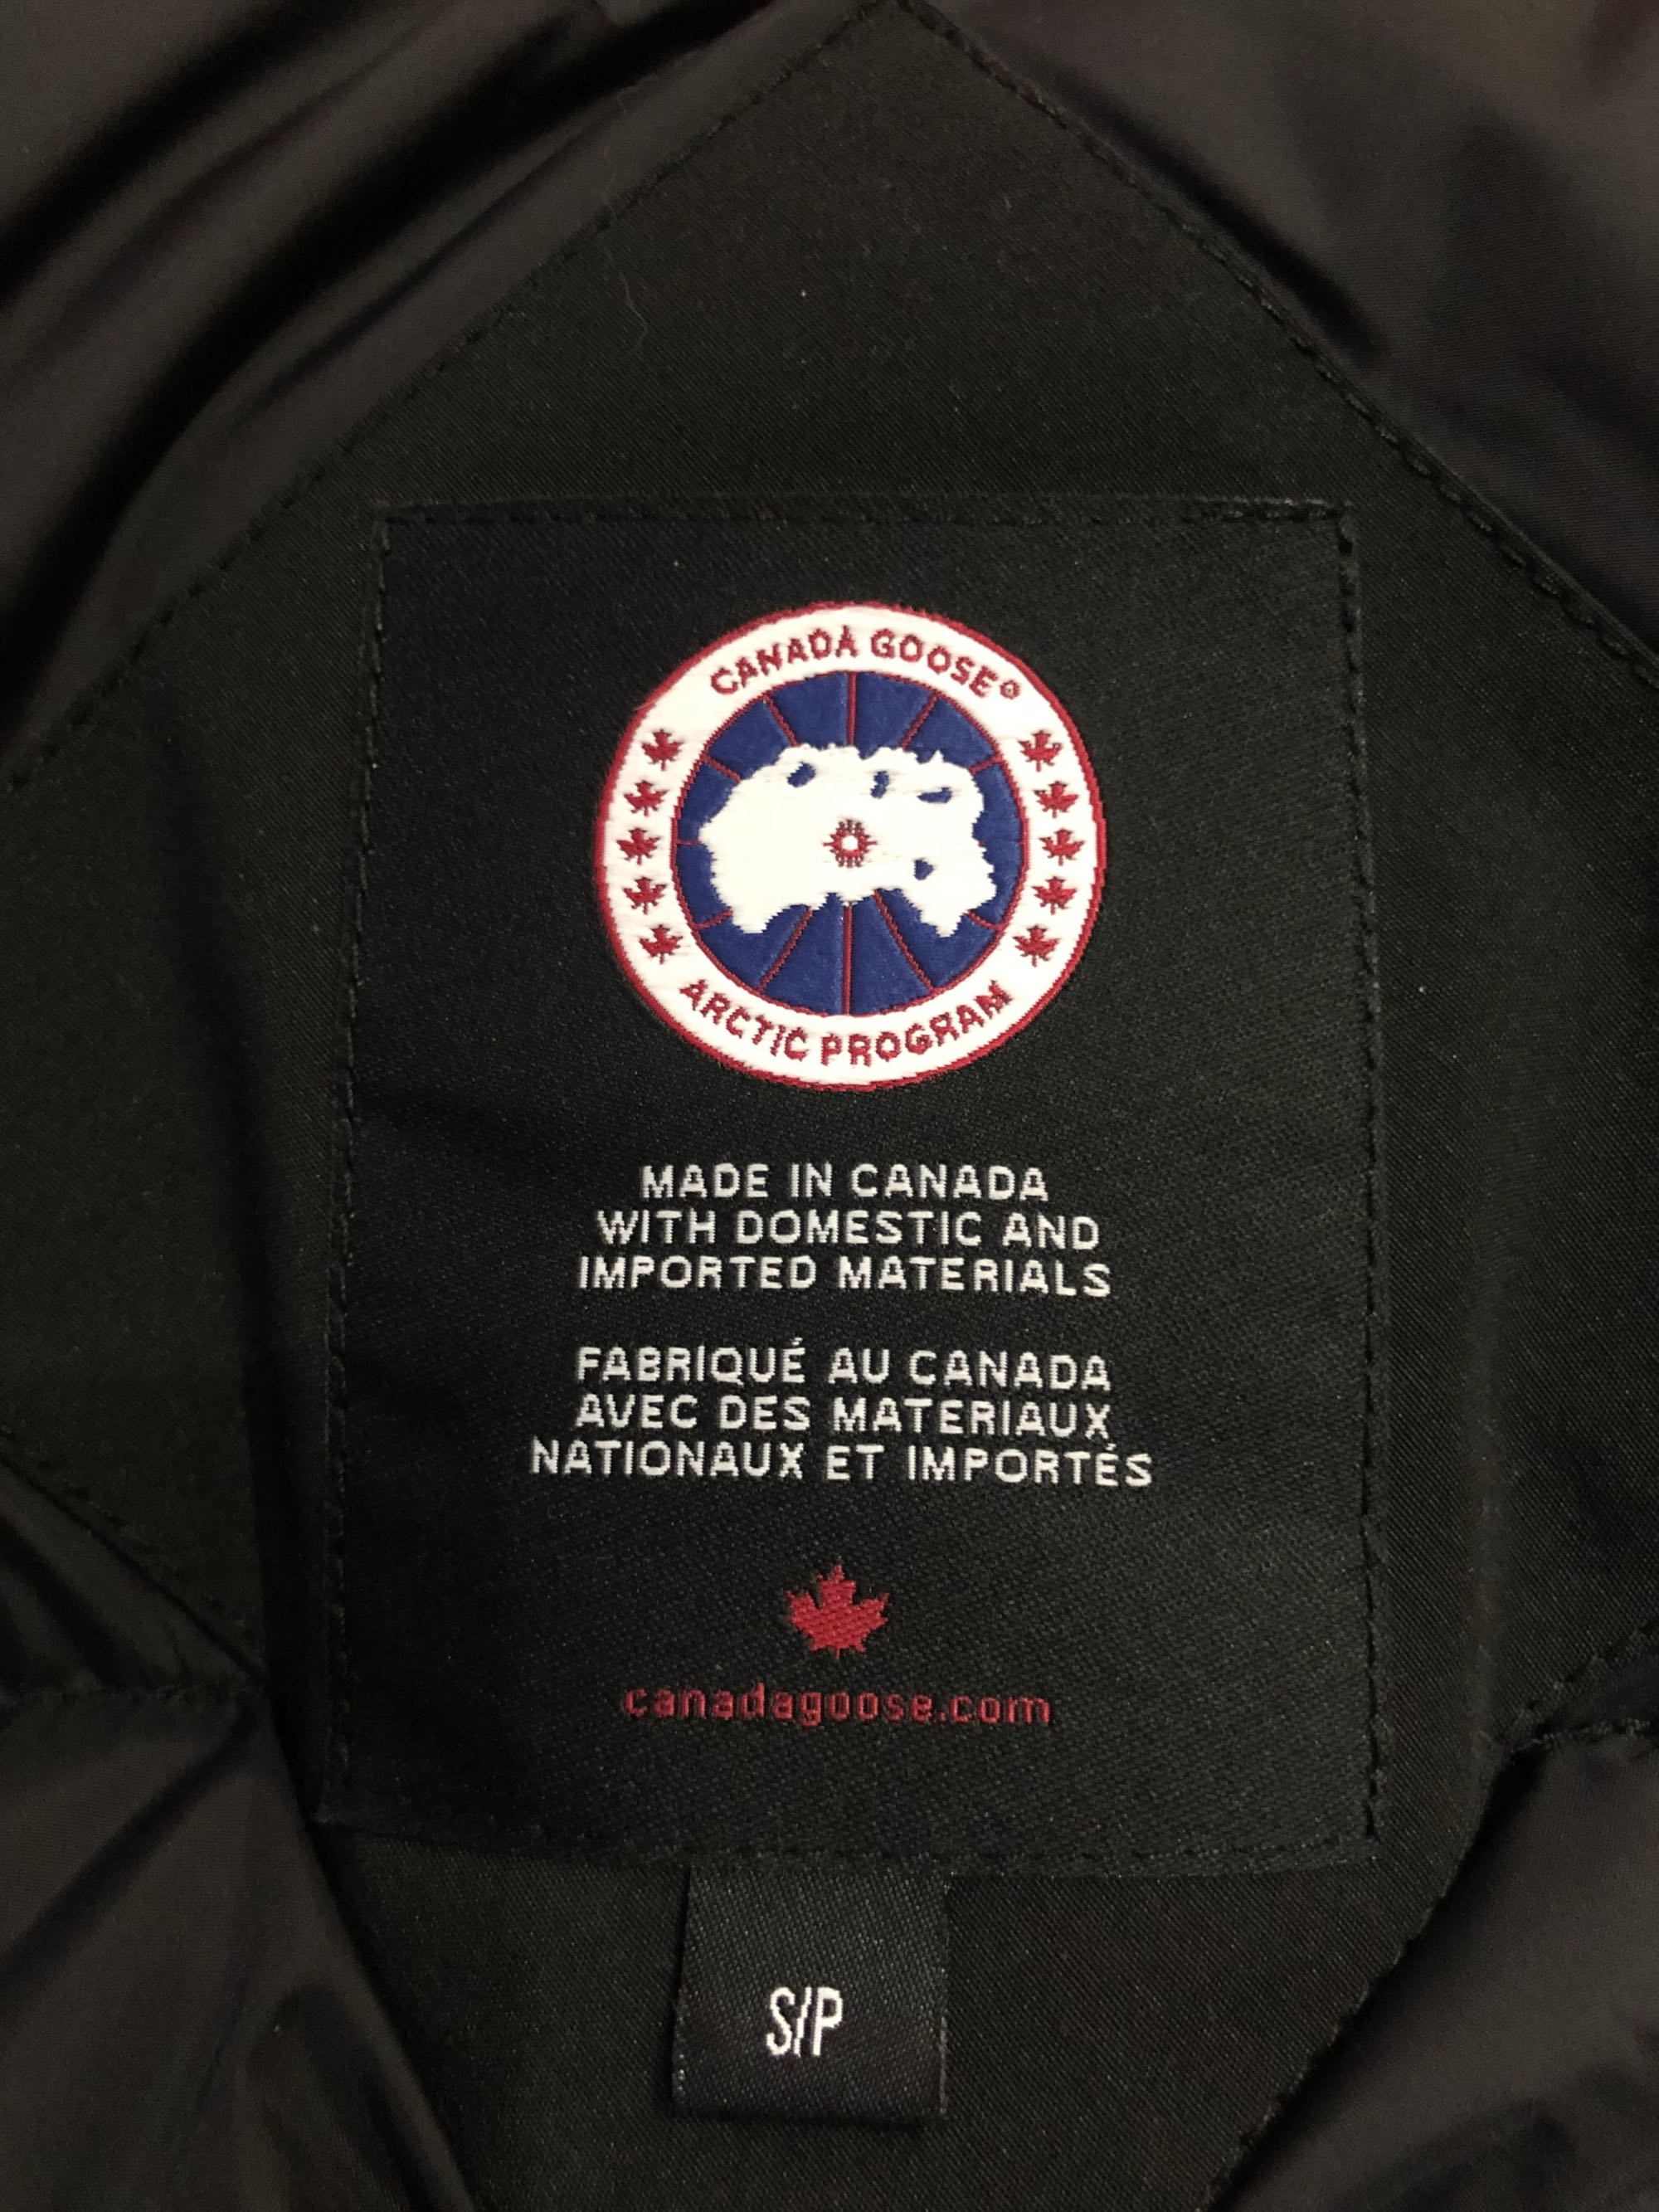 CANADA GOOSE®
ARCTIC PROGRAM
MADE IN CANADA
WITH DOMESTIC AND
IMPORTED MATERIALS
FABRIQUÉ AU CANADA
AVEC DES MATERIAUX
NATIONAUX ET IMPORTÉS
canadagoose.com
S/P